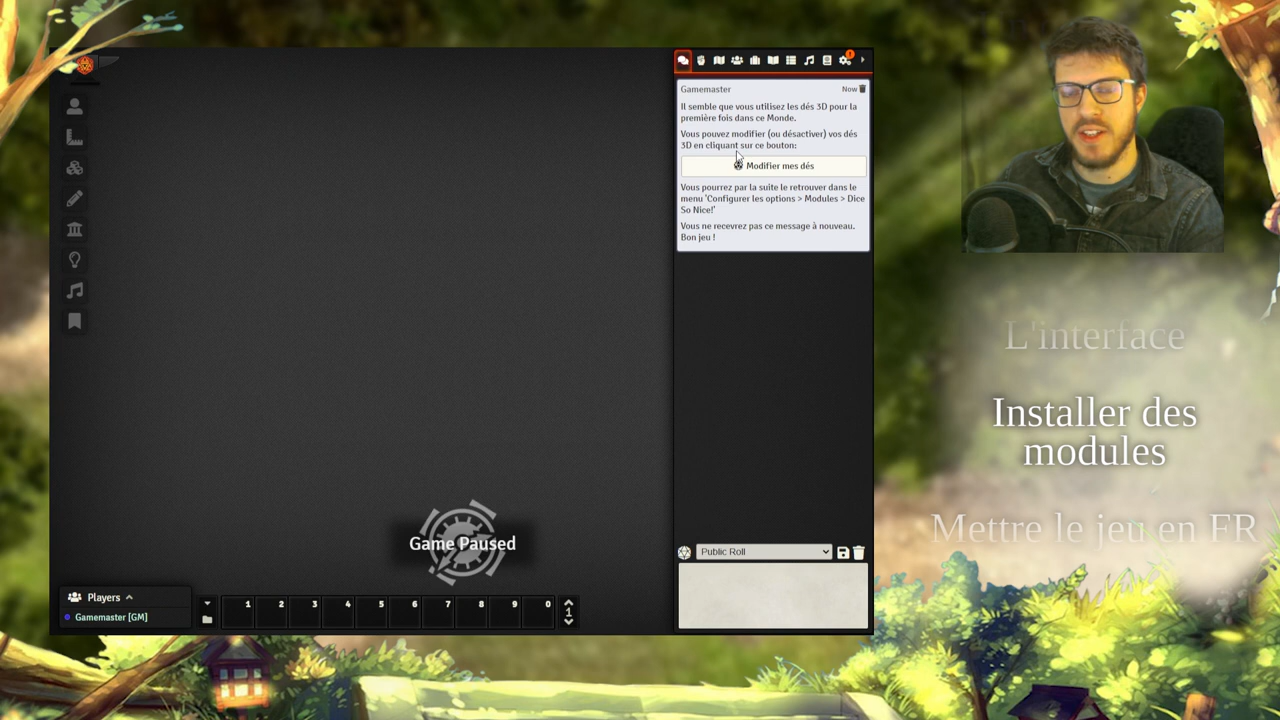 Gamemaster
Now
Il semble que vous utilisez les dés 3D pour la
première fois dans ce Monde.
Vous pouvez modifier (ou désactiver) vos dés
3D en cliquant sur ce bouton:
Modifier mes dés
Vous pourrez par la suite le retrouver dans le
menu 'Configurer les options > Modules > Dice
So Nice!'
Vous ne recevrez pas ce message à nouveau.
Bon jeu !
L'interface
Installer des
modules
Mettre le jeu en FR
Game Paused
Public Roll
Players
Gamemaster [GM]
1 2 3 4 5 6 7 8 9 0
1